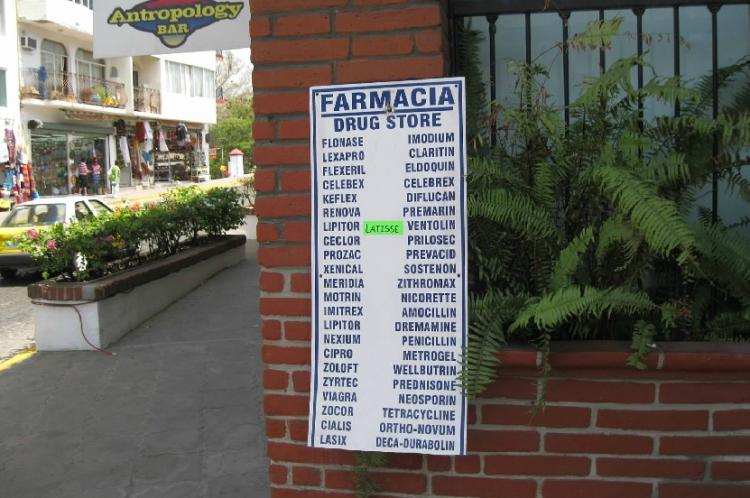 Antropology
BAR
FARMACIA
DRUG STORE
FLONASE IMODIUM
LEXAPRO CLARITIN
FLEXERIL ELDOQUIN
CELEBEX CELEBREX
KEFLEX DIFLUCAN
RENOVA PREMARIN
LIPITOR LATISSE VENTOLIN
CECLOR PRILOSEC
PROZAC PREVACID
XENICAL SOSTENON
MERIDIA ZITHROMAX
MOTRIN NICORETTE
IMITREX AMOCILLIN
LIPITOR DREMAMINE
NEXIUM PENICILLIN
CIPRO METROGEL
ZOLOFT WELLBUTRIN
ZYRTEC PREDNISONE
VIAGRA NEOSPORIN
ZOCOR TETRACYCLINE
CIALIS ORTHO-NOVUM
LASIX DECA-DURABOLIN